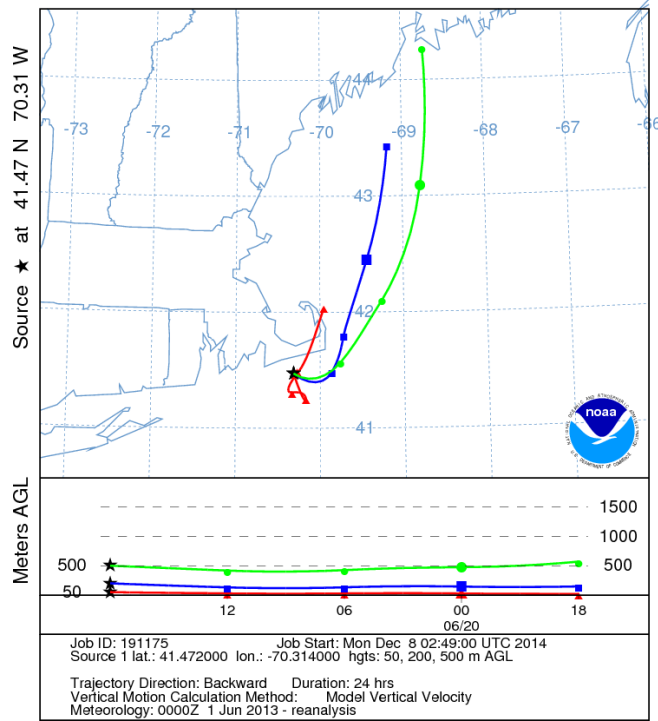 44
-73
-72
-70
-69
-68
-67
-66
43
42
41
Source ★ at 41.47 N 70.31 W
noaa
Meters AGL
1500
1000
500
500
50
12
06
00
18
06/20
Job ID: 191175 Job Start: Mon Dec 8 02:49:00 UTC 2014
Source 1 lat.: 41.472000 lon.: -70.314000 hgts: 50, 200, 500 m AGL
Trajectory Direction: Backward Duration: 24 hrs
Vertical Motion Calculation Method: Model Vertical Velocity
Meteorology: 0000Z 1 Jun 2013 - reanalysis